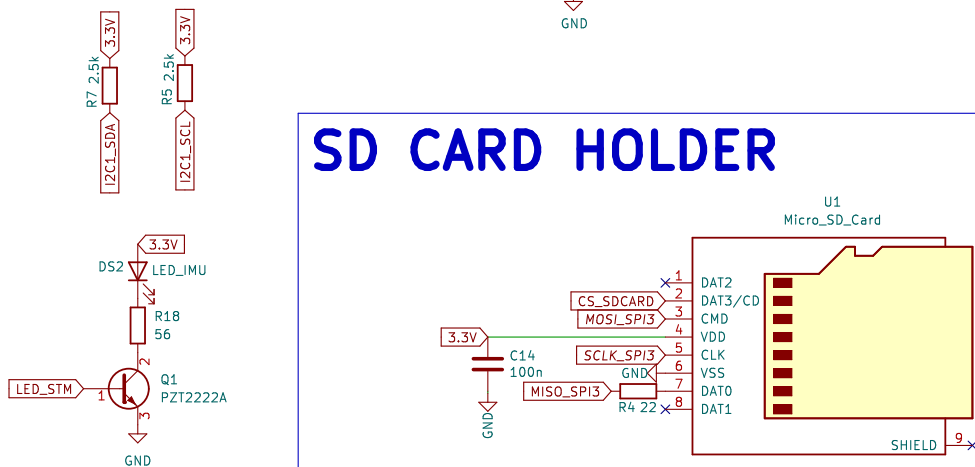 GND
3.3V
3.3V
R7 2.5k
R5 2.5k
I2C1_SDA
I2C1_SCL
SD CARD HOLDER
U1
Micro_SD_Card
3.3V
DS2
LED_IMU
R18
56
2
Q1
PZT2222A
LED_STM
1
3
GND
1
DAT2
CS_SDCARD
2
DAT3/CD
MOSI_SPI3
3
CMD
3.3V
4
VDD
C14
100n
SCLK_SPI3
5
CLK
GND
6
VSS
MISO_SPI3
7
DAT0
R4 22
8
DAT1
GND
SHIELD
9